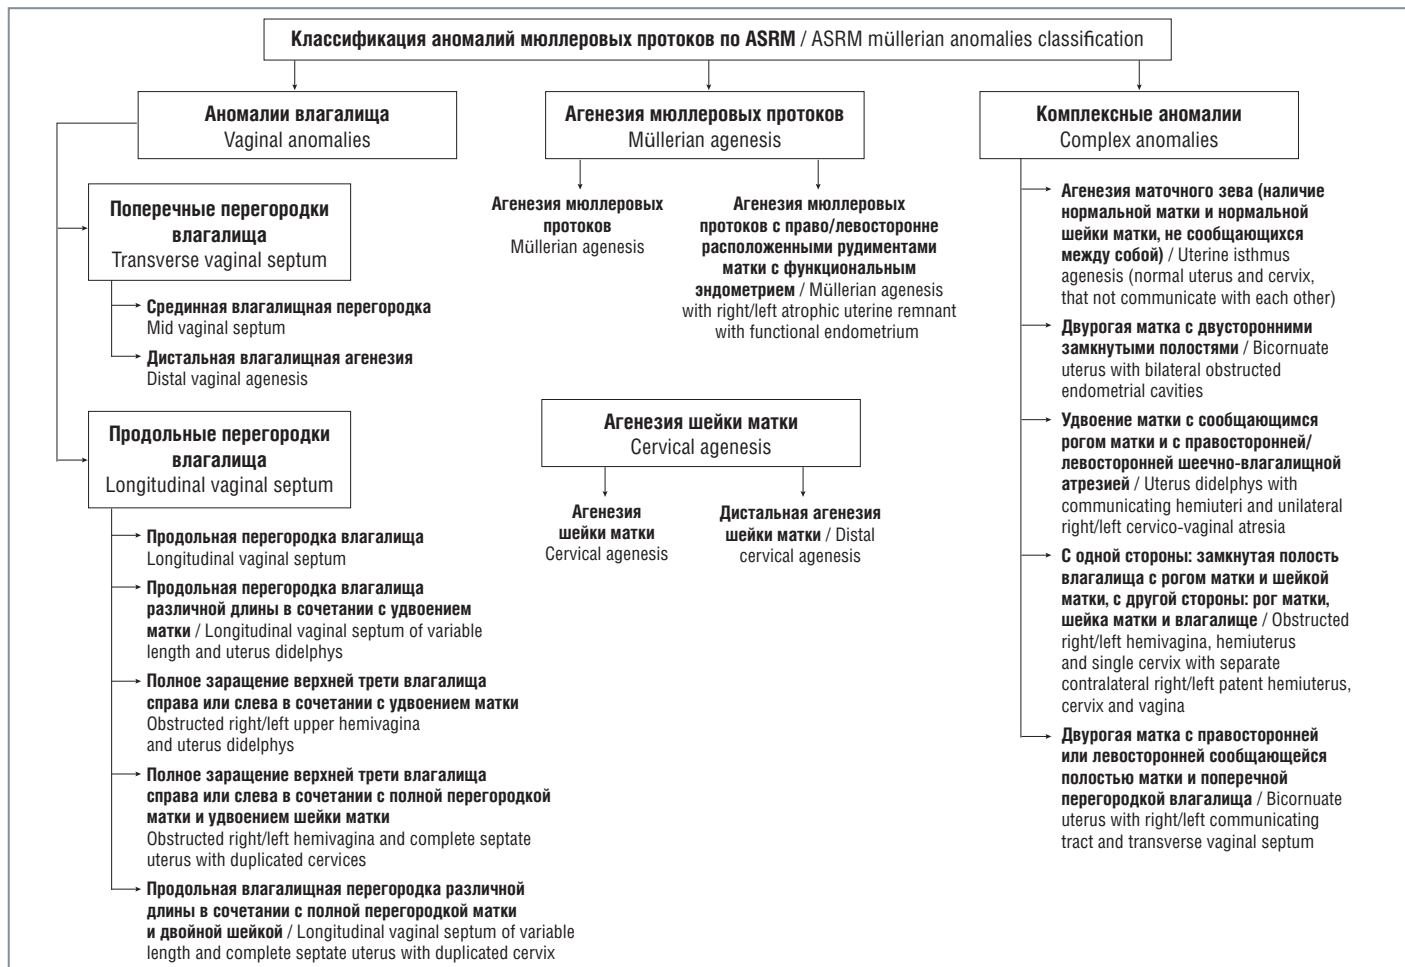 Классификация аномалий мюллеровых протоков по ASRM / ASRM müllerian anomalies classification
Аномалии влагалища
Vaginal anomalies
Поперечные перегородки
влагалища
Transverse vaginal septum
Срединная влагалищная перегородка
Mid vaginal septum
Дистальная влагалищная агенезия
Distal vaginal agenesis
Продольные перегородки
влагалища
Longitudinal vaginal septum
Продольная перегородка влагалища
Longitudinal vaginal septum
Продольная перегородка влагалища
различной длины в сочетании с удвоением
матки / Longitudinal vaginal septum of variable
length and uterus didelphys
Полное заращение верхней трети влагалища
справа или слева в сочетании с удвоением матки
Obstructed right/left upper hemivagina
and uterus didelphys
Полное заращение верхней трети влагалища
справа или слева в сочетании с полной перегородкой
матки и удвоением шейки матки
Obstructed right/left hemivagina and complete septate
uterus with duplicated cervices
Продольная влагалищная перегородка различной
длины в сочетании с полной перегородкой матки
и двойной шейкой / Longitudinal vaginal septum of variable
length and complete septate uterus with duplicated cervix
Агенезия мюллеровых протоков
Müllerian agenesis
Агенезия мюллеровых
протоков
Müllerian agenesis
Агенезия мюллеровых
протоков с право/левосторонне
расположенными рудиментами
матки с функциональным
эндометрием / Müllerian agenesis
with right/left atrophic uterine remnant
with functional endometrium
Агенезия шейки матки
Cervical agenesis
Агенезия
шейки матки
Cervical agenesis
Дистальная агенезия
шейки матки / Distal
cervical agenesis
Комплексные аномалии
Complex anomalies
Агенезия маточного зева (наличие
нормальной матки и нормальной
шейки матки, не сообщающихся
между собой) / Uterine isthmus
agenesis (normal uterus and cervix,
that not communicate with each other)
Двурогая матка с двусторонними
замкнутыми полостями / Bicornuate
uterus with bilateral obstructed
endometrial cavities
Удвоение матки с сообщающимся
рогом матки и с правосторонней/
левосторонней шеечно-влагалищной
атрезией / Uterus didelphys with
communicating hemiuteri and unilateral
right/left cervico-vaginal atresia
С одной стороны: замкнутая полость
влагалища с рогом матки и шейкой
матки, с другой стороны: рог матки,
шейка матки и влагалище / Obstructed
right/left hemivagina, hemiuterus
and single cervix with separate
contralateral right/left patent hemiuterus,
cervix and vagina
Двурогая матка с правосторонней
или левосторонней сообщающейся
полостью матки и поперечной
перегородкой влагалища / Bicornuate
uterus with right/left communicating
tract and transverse vaginal septum